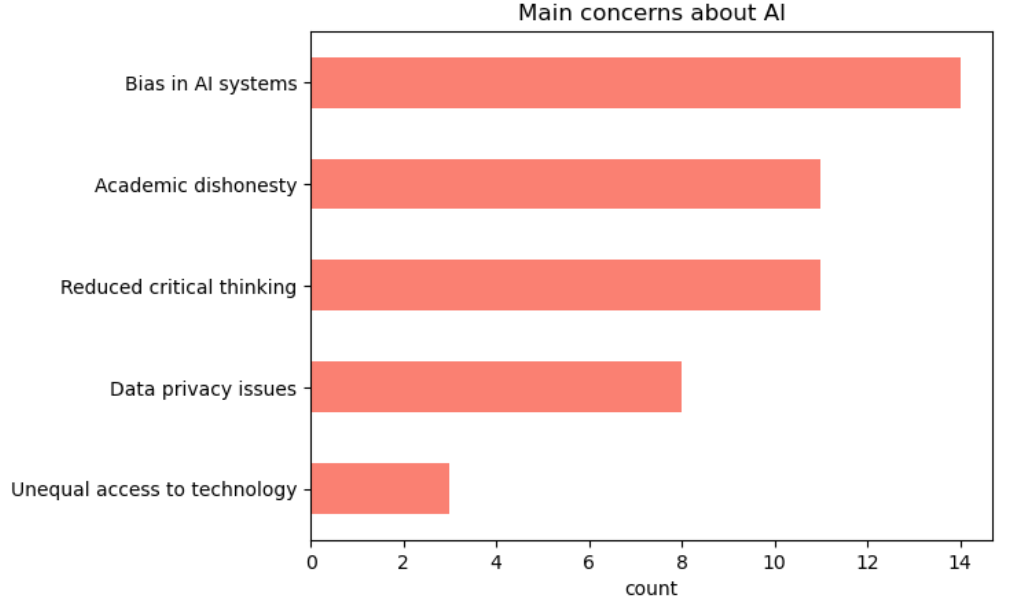 Main concerns about AI
Bias in AI systems
Academic dishonesty
Reduced critical thinking
Data privacy issues
Unequal access to technology
0 2 4 6 8 10 12 14
count